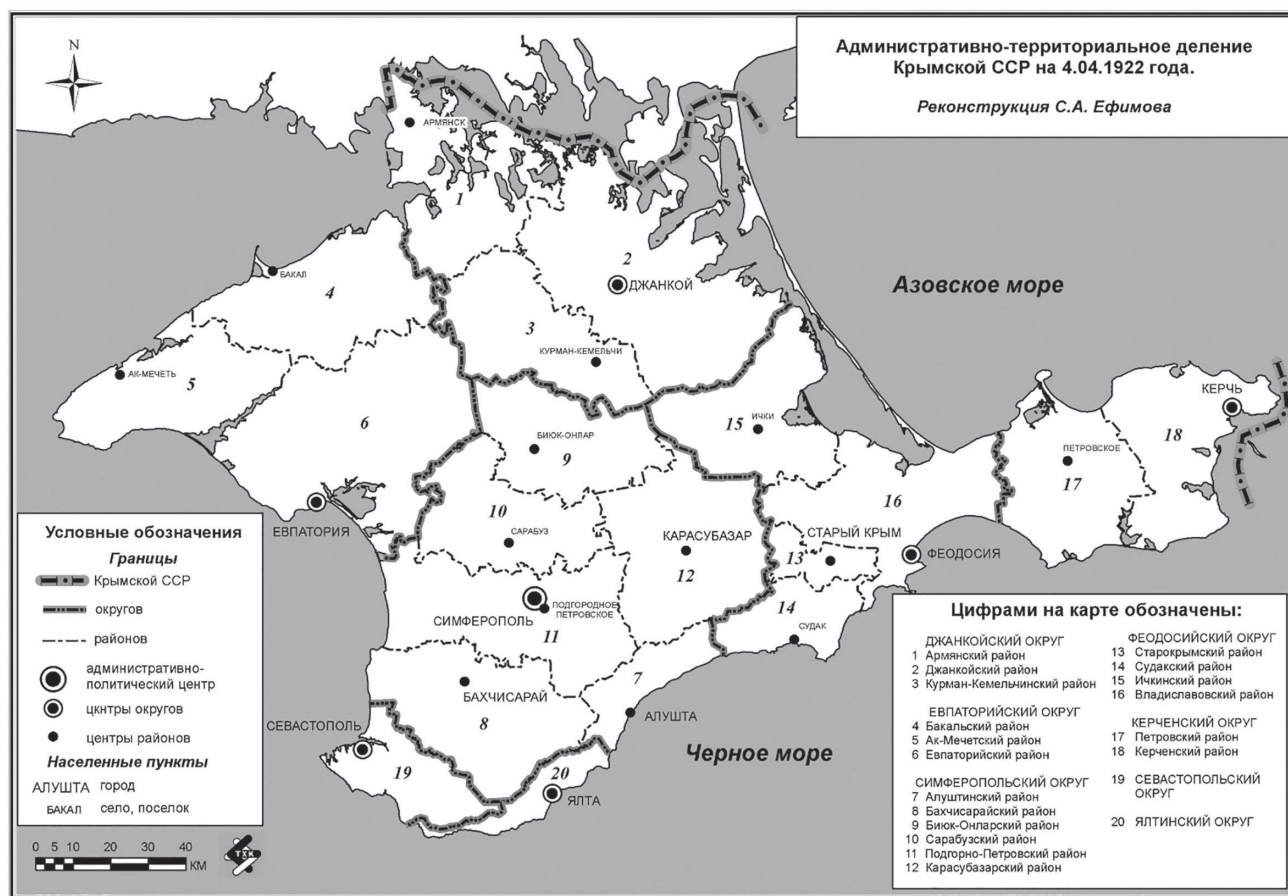 Административно-территориальное деление
Крымской ССР на 4.04.1922 года.
Реконструкция С.А. Ефимова
N
АРМЯНСК
1
2
БАКАЛ
ДЖАНКОЙ
4
Азовское море
3
КУРМАН-КЕМЕЛЬЧИ
АК-МЕЧЕТЬ
5
КЕРЧЬ
6
15
ИЧКИ
БИЮК-ОНЛАР
9
18
ПЕТРОВСКОЕ
17
16
ЕВПАТОРИЯ
10
САРАБУЗ
КАРАСУБАЗАР
СТАРЫЙ КРЫМ
13
ФЕОДОСИЯ
12
14
ПОДГОРОДНОЕ
ПЕТРОВСКОЕ
СИМФЕРОПОЛЬ
11
СУДАК
7
БАХЧИСАРАЙ
8
АЛУШТА
СЕВАСТОПОЛЬ
Черное море
19
20
ЯЛТА
Условные обозначения
Границы
Крымской ССР
округов
районов
административно-
политический центр
цкнтры округов
центры районов
Населенные пункты
АЛУШТА город
БАКАЛ село, поселок
0 5 10 20 30 40
КМ
ТХК
Цифрами на карте обозначены:
ДЖАНКОЙСКИЙ ОКРУГ
1 Армянский район
2 Джанкойский район
3 Курман-Кемельчинский район
ЕВПАТОРИЙСКИЙ ОКРУГ
4 Бакальский район
5 Ак-Мечетский район
6 Евпаторийский район
СИМФЕРОПОЛЬСКИЙ ОКРУГ
7 Алуштинский район
8 Бахчисарайский район
9 Биюк-Онларский район
10 Сарабузский район
11 Подгорно-Петровский район
12 Карасубазарский район
ФЕОДОСИЙСКИЙ ОКРУГ
13 Старокрымский район
14 Судакский район
15 Ичкинский район
16 Владиславовский район
КЕРЧЕНСКИЙ ОКРУГ
17 Петровский район
18 Керченский район
19 СЕВАСТОПОЛЬСКИЙ
ОКРУГ
20 ЯЛТИНСКИЙ ОКРУГ